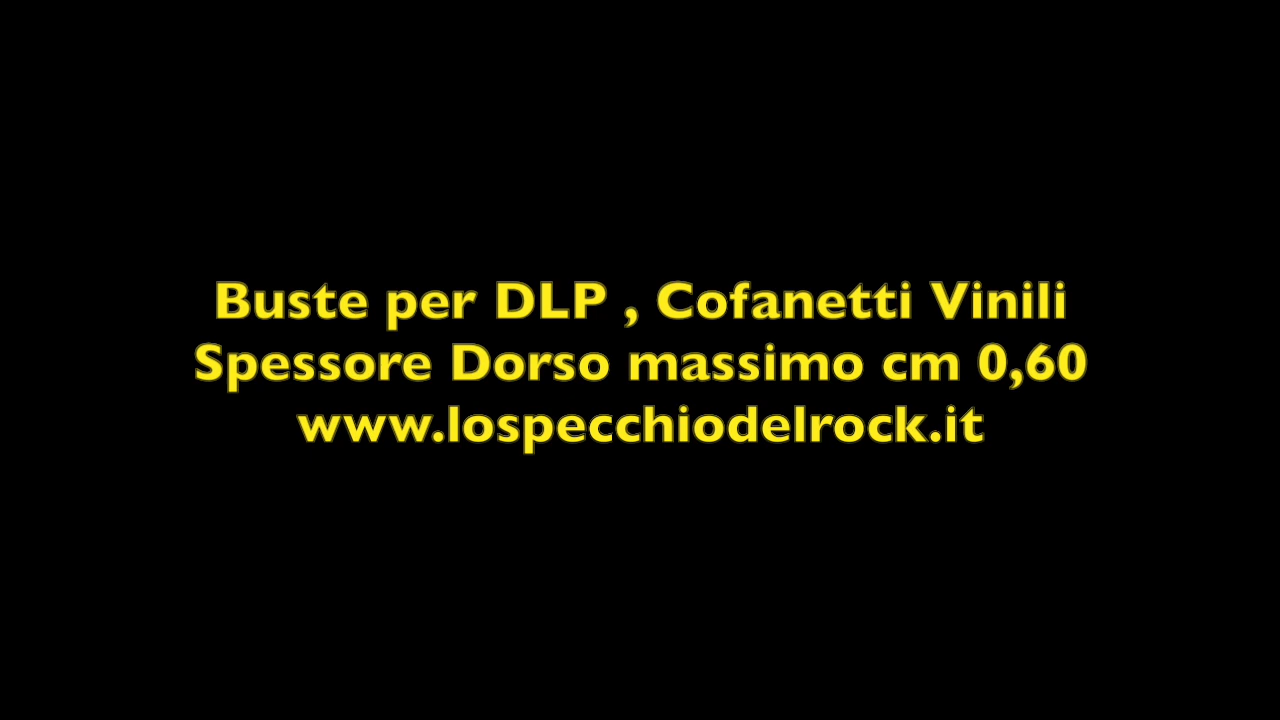 Buste per DLP , Cofanetti Vinili
Spessore Dorso massimo cm 0,60
www.lospecchiodelrock.it